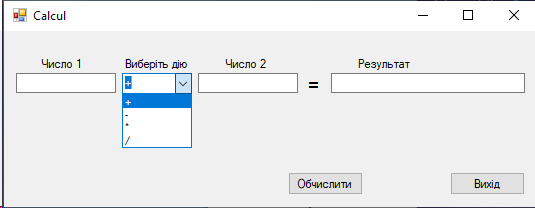 Calcul
Число 1 Виберіть дію Число 2 Результат
+ =
+
-
*
/
Обчислити Вихід